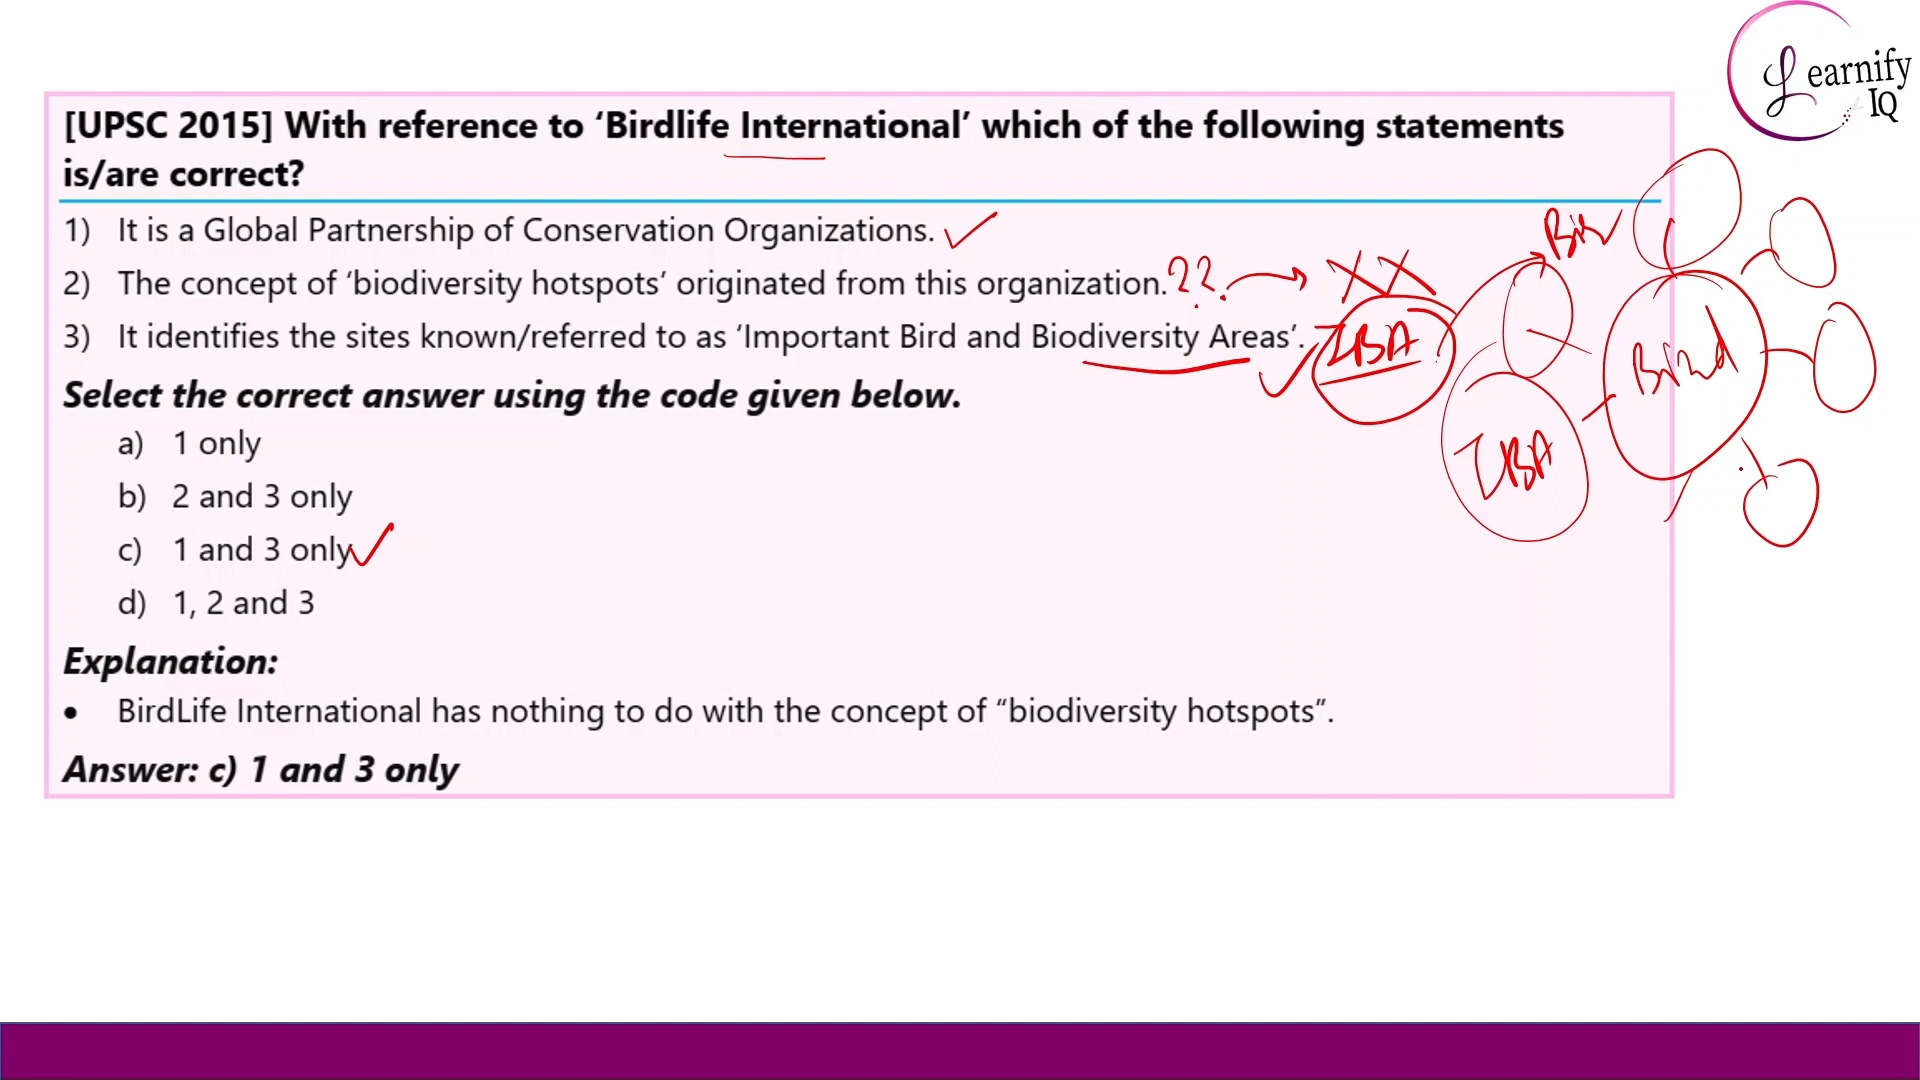 Learnify
IQ
[UPSC 2015] With reference to ‘Birdlife International’ which of the following statements
is/are correct?
1) It is a Global Partnership of Conservation Organizations.
2) The concept of ‘biodiversity hotspots’ originated from this organization. ??
XX
3) It identifies the sites known/referred to as ‘Important Bird and Biodiversity Areas’.
IBA
Bird
IBA
Select the correct answer using the code given below.
a) 1 only
b) 2 and 3 only
c) 1 and 3 only
d) 1, 2 and 3
Explanation:
• BirdLife International has nothing to do with the concept of “biodiversity hotspots”.
Answer: c) 1 and 3 only